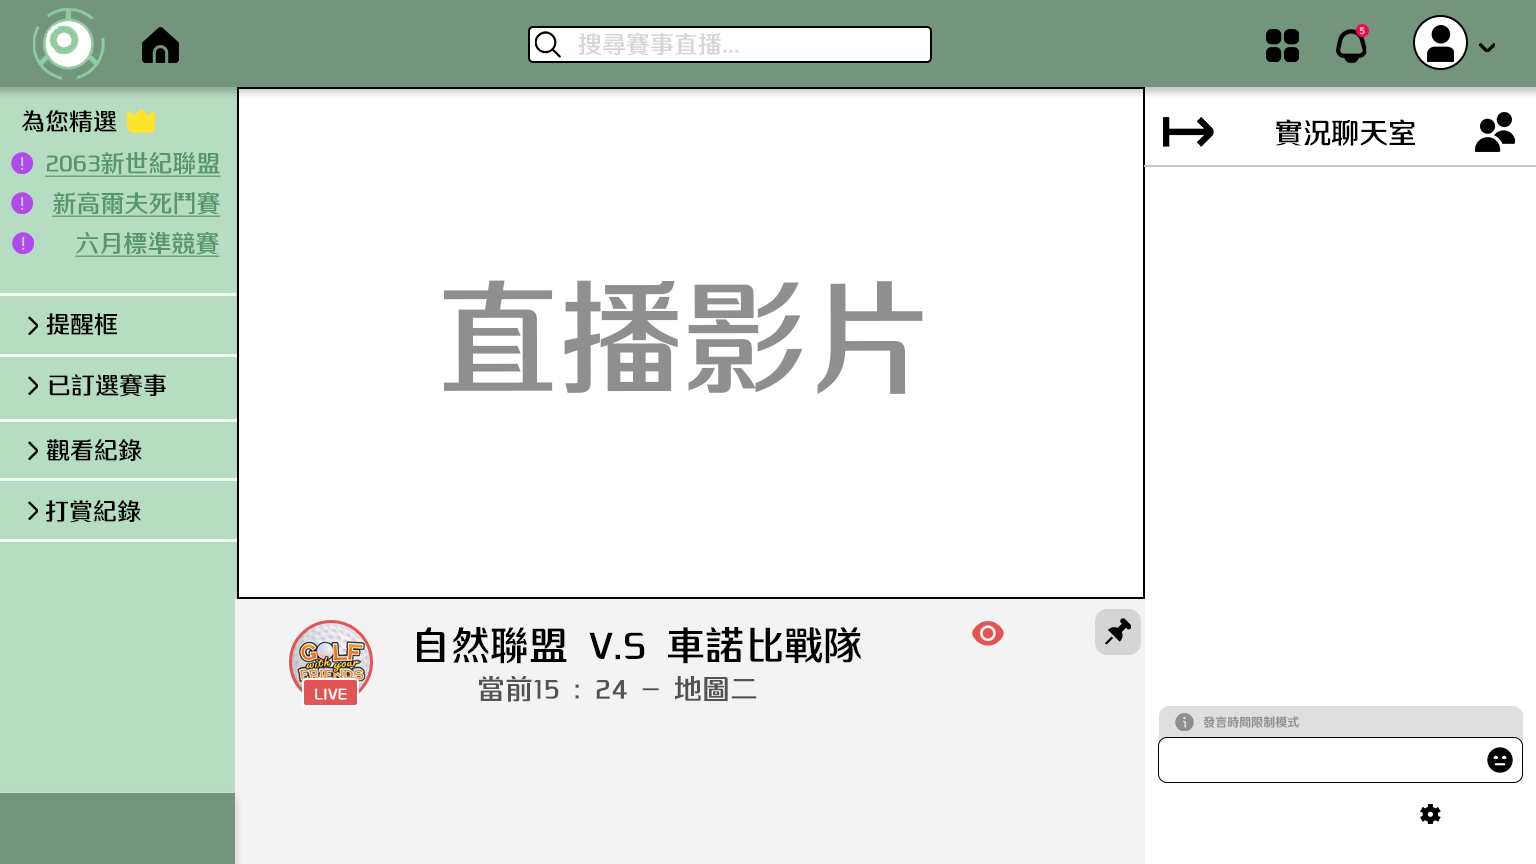 搜尋賽事直播...
5
為您精選
2063新世紀聯盟
新高爾夫死鬥賽
六月標準競賽
提醒框
已訂選賽事
觀看紀錄
打賞紀錄
直播影片
實況聊天室
GOLF
with your
FRIENDS
LIVE
自然聯盟 V.S 車諾比戰隊
當前15 : 24 - 地圖二
發言時間限制模式